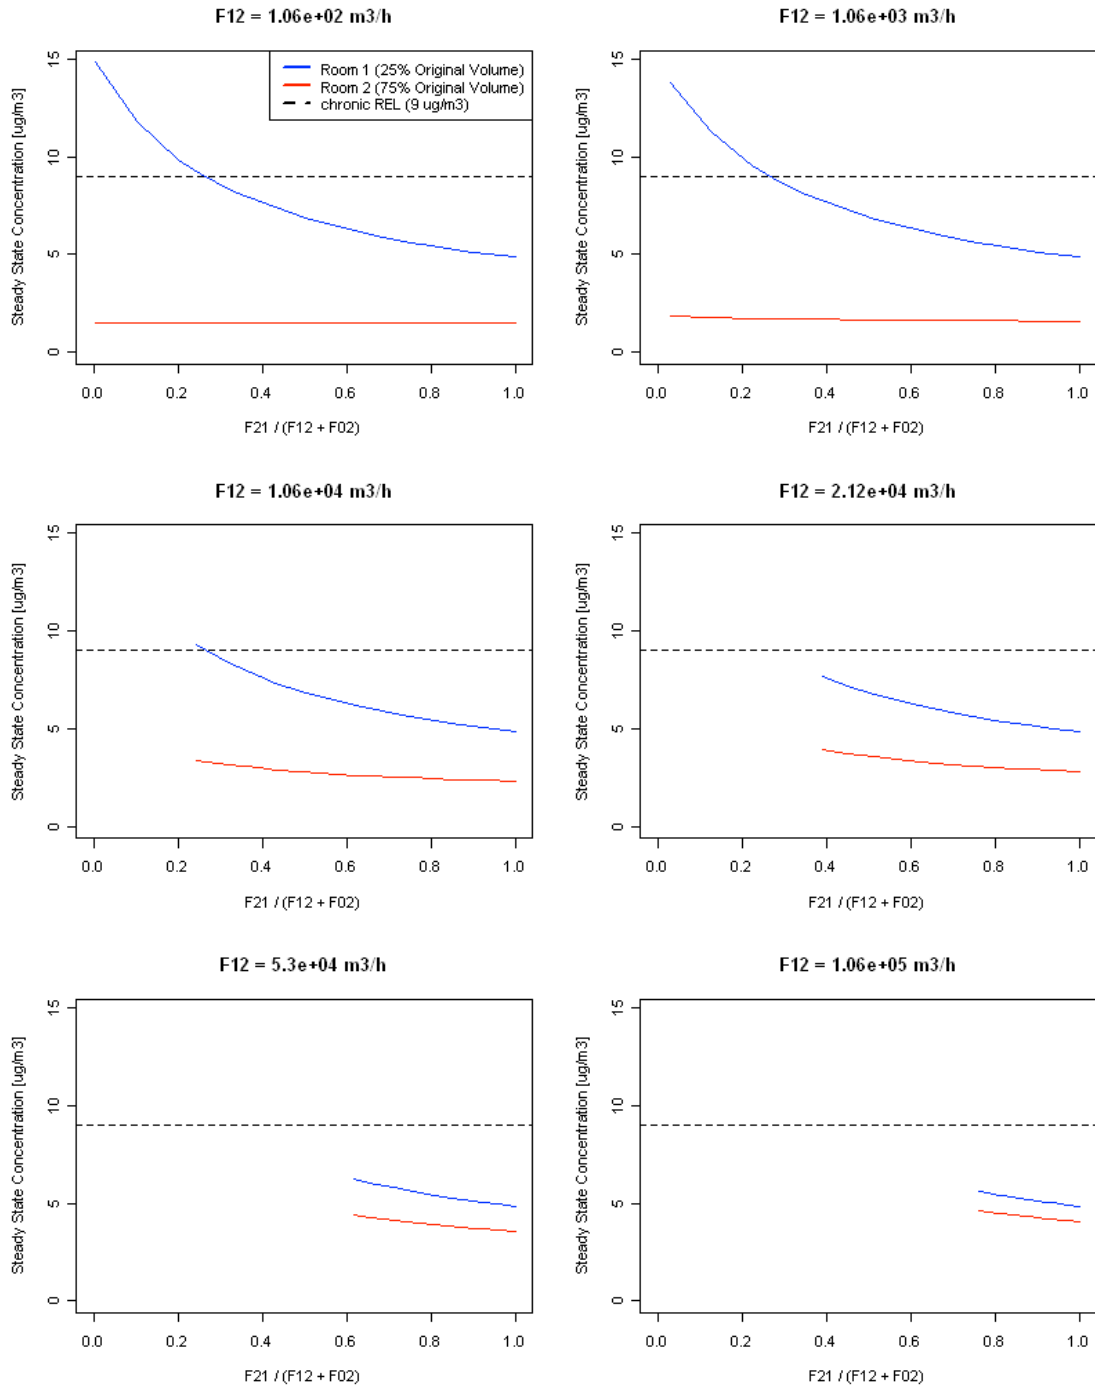 F12 = 1.06e+02 m3/h
Steady State Concentration [ug/m3]
15
10
5
0
Room 1 (25% Original Volume)
Room 2 (75% Original Volume)
chronic REL (9 ug/m3)
0.0 0.2 0.4 0.6 0.8 1.0
F21 / (F12 + F02)
F12 = 1.06e+03 m3/h
Steady State Concentration [ug/m3]
15
10
5
0
0.0 0.2 0.4 0.6 0.8 1.0
F21 / (F12 + F02)
F12 = 1.06e+04 m3/h
Steady State Concentration [ug/m3]
15
10
5
0
0.0 0.2 0.4 0.6 0.8 1.0
F21 / (F12 + F02)
F12 = 2.12e+04 m3/h
Steady State Concentration [ug/m3]
15
10
5
0
0.0 0.2 0.4 0.6 0.8 1.0
F21 / (F12 + F02)
F12 = 5.3e+04 m3/h
Steady State Concentration [ug/m3]
15
10
5
0
0.0 0.2 0.4 0.6 0.8 1.0
F21 / (F12 + F02)
F12 = 1.06e+05 m3/h
Steady State Concentration [ug/m3]
15
10
5
0
0.0 0.2 0.4 0.6 0.8 1.0
F21 / (F12 + F02)